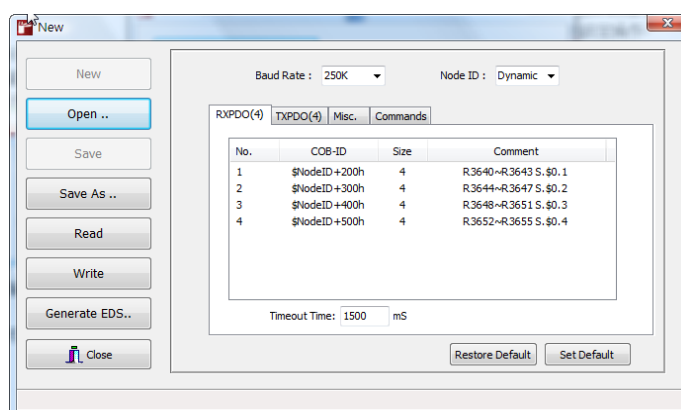 New
New
Open ..
Save
Save As ..
Read
Write
Generate EDS..
Close
Baud Rate : 250K Node ID : Dynamic
RXPDO(4) TXPDO(4) Misc. Commands
No. COB-ID Size Comment
1 $NodeID+200h 4 R3640~R3643 S.$0.1
2 $NodeID+300h 4 R3644~R3647 S.$0.2
3 $NodeID+400h 4 R3648~R3651 S.$0.3
4 $NodeID+500h 4 R3652~R3655 S.$0.4
Timeout Time: 1500 mS
Restore Default Set Default